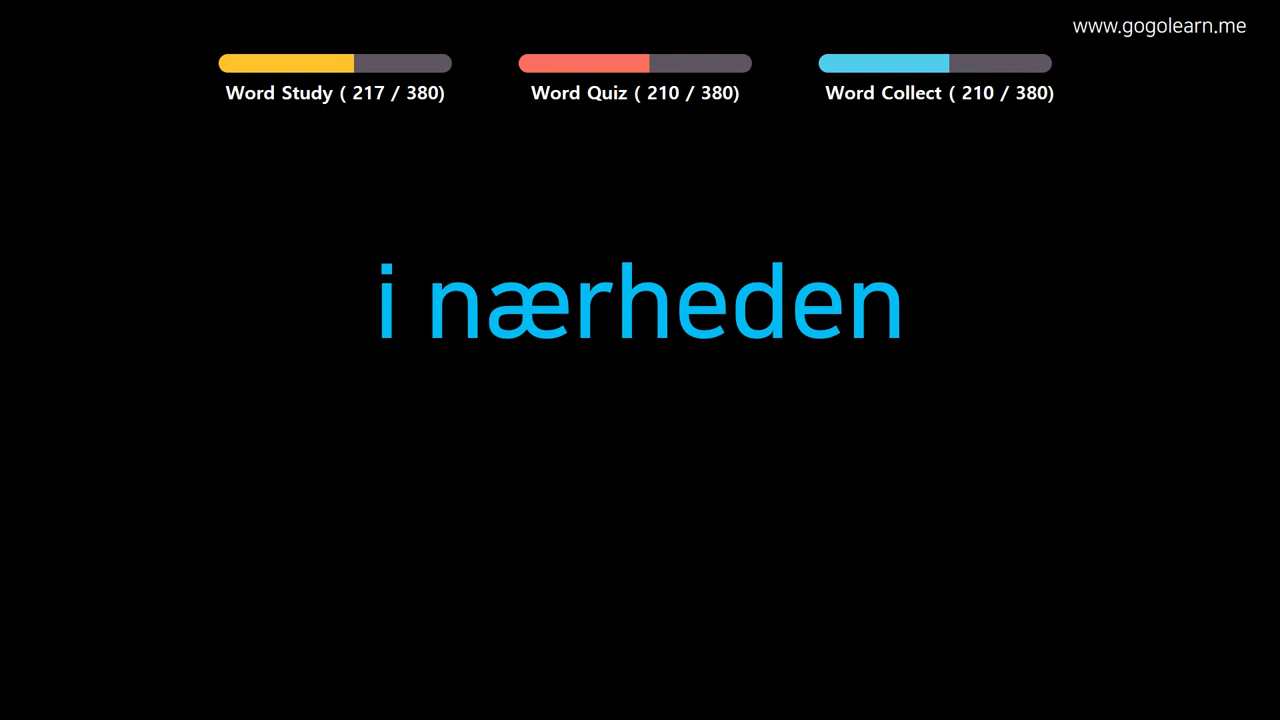 www.gogolearn.me
Word Study ( 217 / 380)
Word Quiz ( 210 / 380)
Word Collect ( 210 / 380)
i nærheden